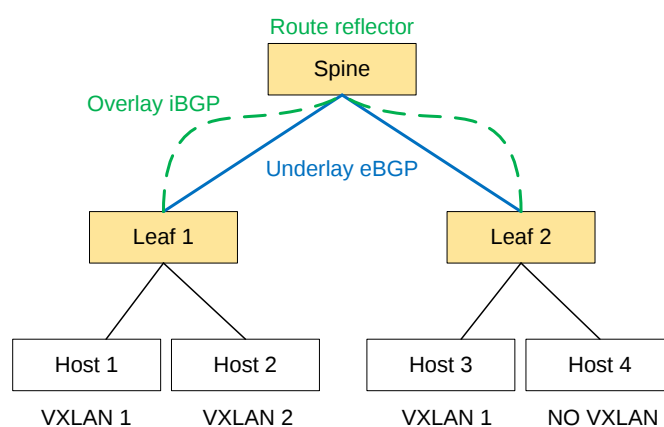 Route reflector
Spine
Overlay iBGP
Underlay eBGP
Leaf 1
Leaf 2
Host 1
Host 2
Host 3
Host 4
VXLAN 1
VXLAN 2
VXLAN 1
NO VXLAN